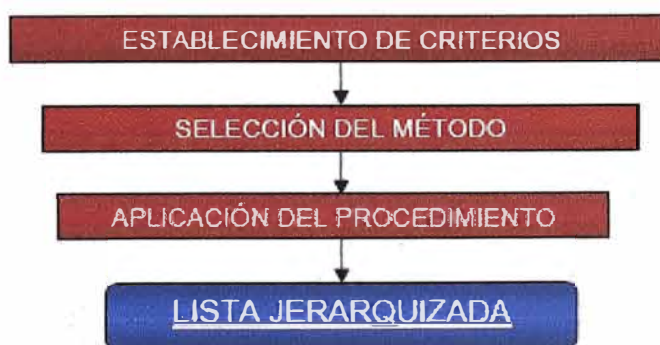 ESTABLECIMIENTO DE CRITERIOS
SELECCIÓN DEL MÉTODO
APLICACIÓN DEL PROCEDIMIENTO
LISTA JERARQUIZADA